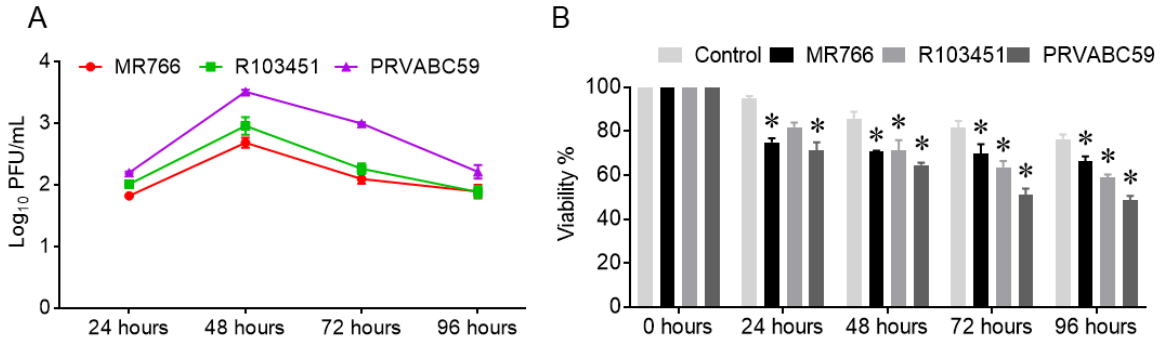 A
MR766 R103451 PRVABC59
Log10 PFU/mL
4
3
2
1
0
24 hours 48 hours 72 hours 96 hours
B
Control MR766 R103451 PRVABC59
Viability %
100
80
60
40
20
0
* * * * * * * * * * *
0 hours 24 hours 48 hours 72 hours 96 hours